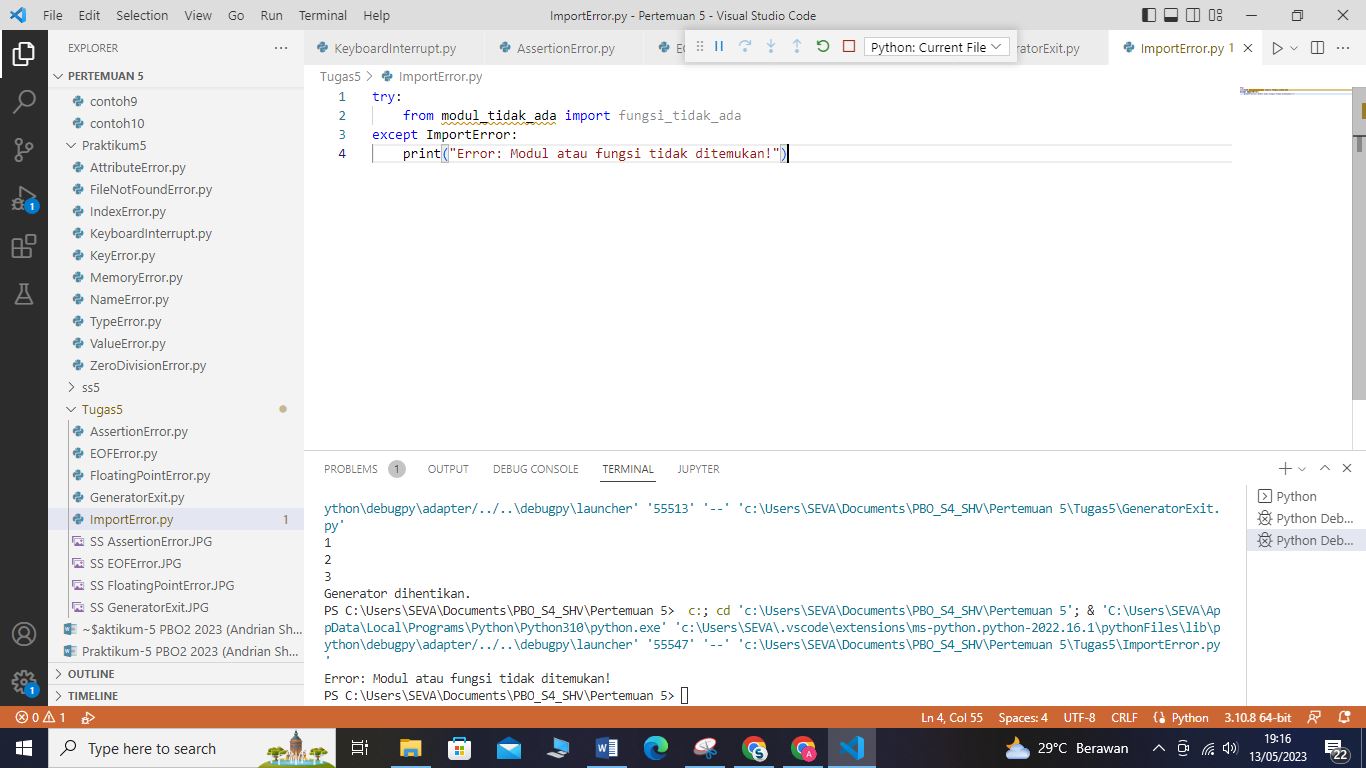 File Edit Selection View Go Run Terminal Help ImportError.py - Pertemuan 5 - Visual Studio Code
EXPLORER
PERTEMUAN 5
contoh9
contoh10
Praktikum5
AttributeError.py
FileNotFoundError.py
IndexError.py
KeyboardInterrupt.py
KeyError.py
MemoryError.py
NameError.py
TypeError.py
ValueError.py
ZeroDivisionError.py
ss5
Tugas5
AssertionError.py
EOFError.py
FloatingPointError.py
GeneratorExit.py
ImportError.py 1
SS AssertionError.JPG
SS EOFError.JPG
SS FloatingPointError.JPG
SS GeneratorExit.JPG
~$aktikum-5 PBO2 2023 (Andrian Sh...
Praktikum-5 PBO2 2023 (Andrian Sh...
OUTLINE
TIMELINE
1
1
KeyboardInterrupt.py AssertionError.py Python: Current File ratorExit.py ImportError.py 1
Tugas5 > ImportError.py
1 try:
2 from modul_tidak_ada import fungsi_tidak_ada
3 except ImportError:
4 print("Error: Modul atau fungsi tidak ditemukan!")
PROBLEMS 1 OUTPUT DEBUG CONSOLE TERMINAL JUPYTER
ython\debugpy\adapter/../..\debugpy\launcher' '55513' '--' 'c:\Users\SEVA\Documents\PBO_S4_SHV\Pertemuan 5\Tugas5\GeneratorExit.
py'
1
2
3
Generator dihentikan.
PS C:\Users\SEVA\Documents\PBO_S4_SHV\Pertemuan 5> c:; cd 'c:\Users\SEVA\Documents\PBO_S4_SHV\Pertemuan 5'; & 'C:\Users\SEVA\Ap
pData\Local\Programs\Python\Python310\python.exe' 'c:\Users\SEVA\.vscode\extensions\ms-python.python-2022.16.1\pythonFiles\lib\p
ython\debugpy\adapter/../..\debugpy\launcher' '55547' '--' 'c:\Users\SEVA\Documents\PBO_S4_SHV\Pertemuan 5\Tugas5\ImportError.py
'
Error: Modul atau fungsi tidak ditemukan!
PS C:\Users\SEVA\Documents\PBO_S4_SHV\Pertemuan 5>
Python
Python Deb...
Python Deb...
0 1 Ln 4, Col 55 Spaces: 4 UTF-8 CRLF Python 3.10.8 64-bit
Type here to search 29°C Berawan 19:16
13/05/2023 22